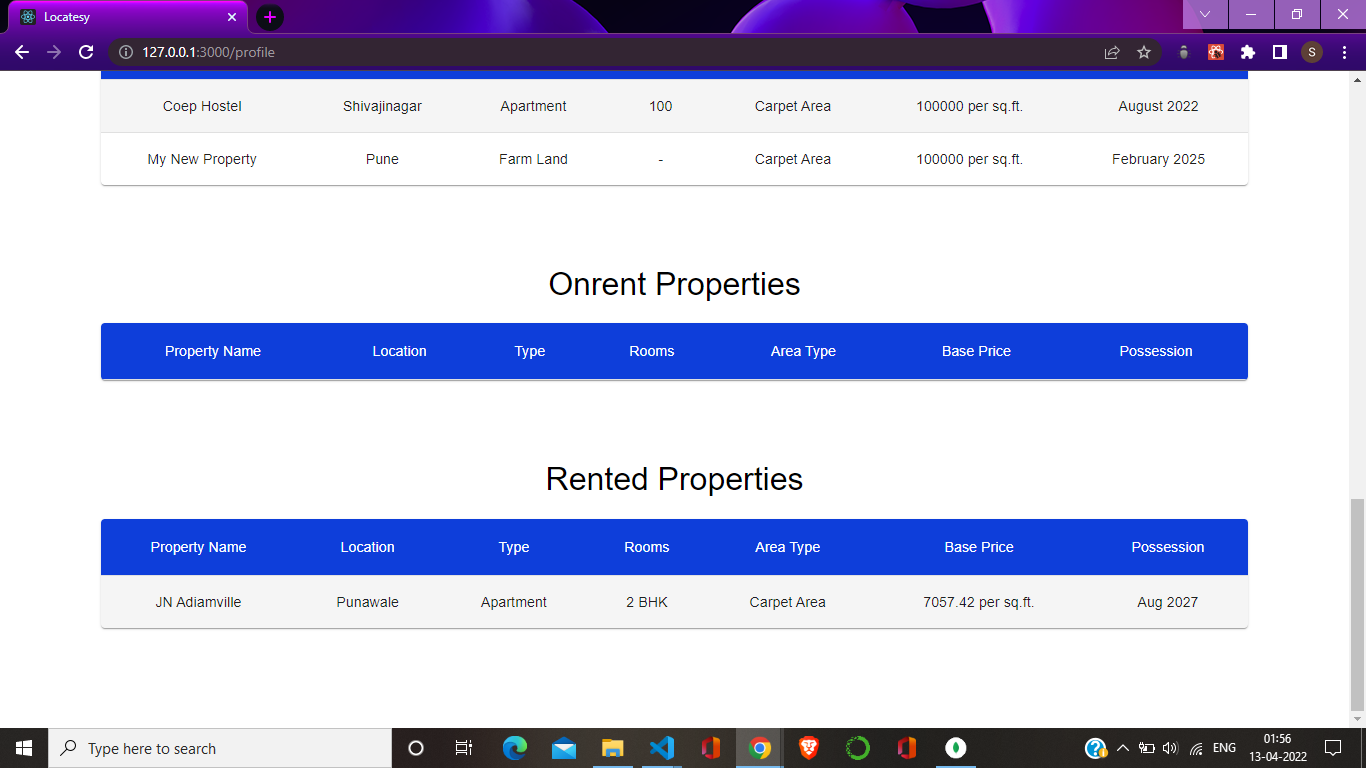 Locatesy
127.0.0.1:3000/profile
S
Coep Hostel Shivajinagar Apartment 100 Carpet Area 100000 per sq.ft. August 2022
My New Property Pune Farm Land - Carpet Area 100000 per sq.ft. February 2025
Onrent Properties
Property Name Location Type Rooms Area Type Base Price Possession
Rented Properties
Property Name Location Type Rooms Area Type Base Price Possession
JN Adiamville Punawale Apartment 2 BHK Carpet Area 7057.42 per sq.ft. Aug 2027
Type here to search
ENG
01:56
13-04-2022